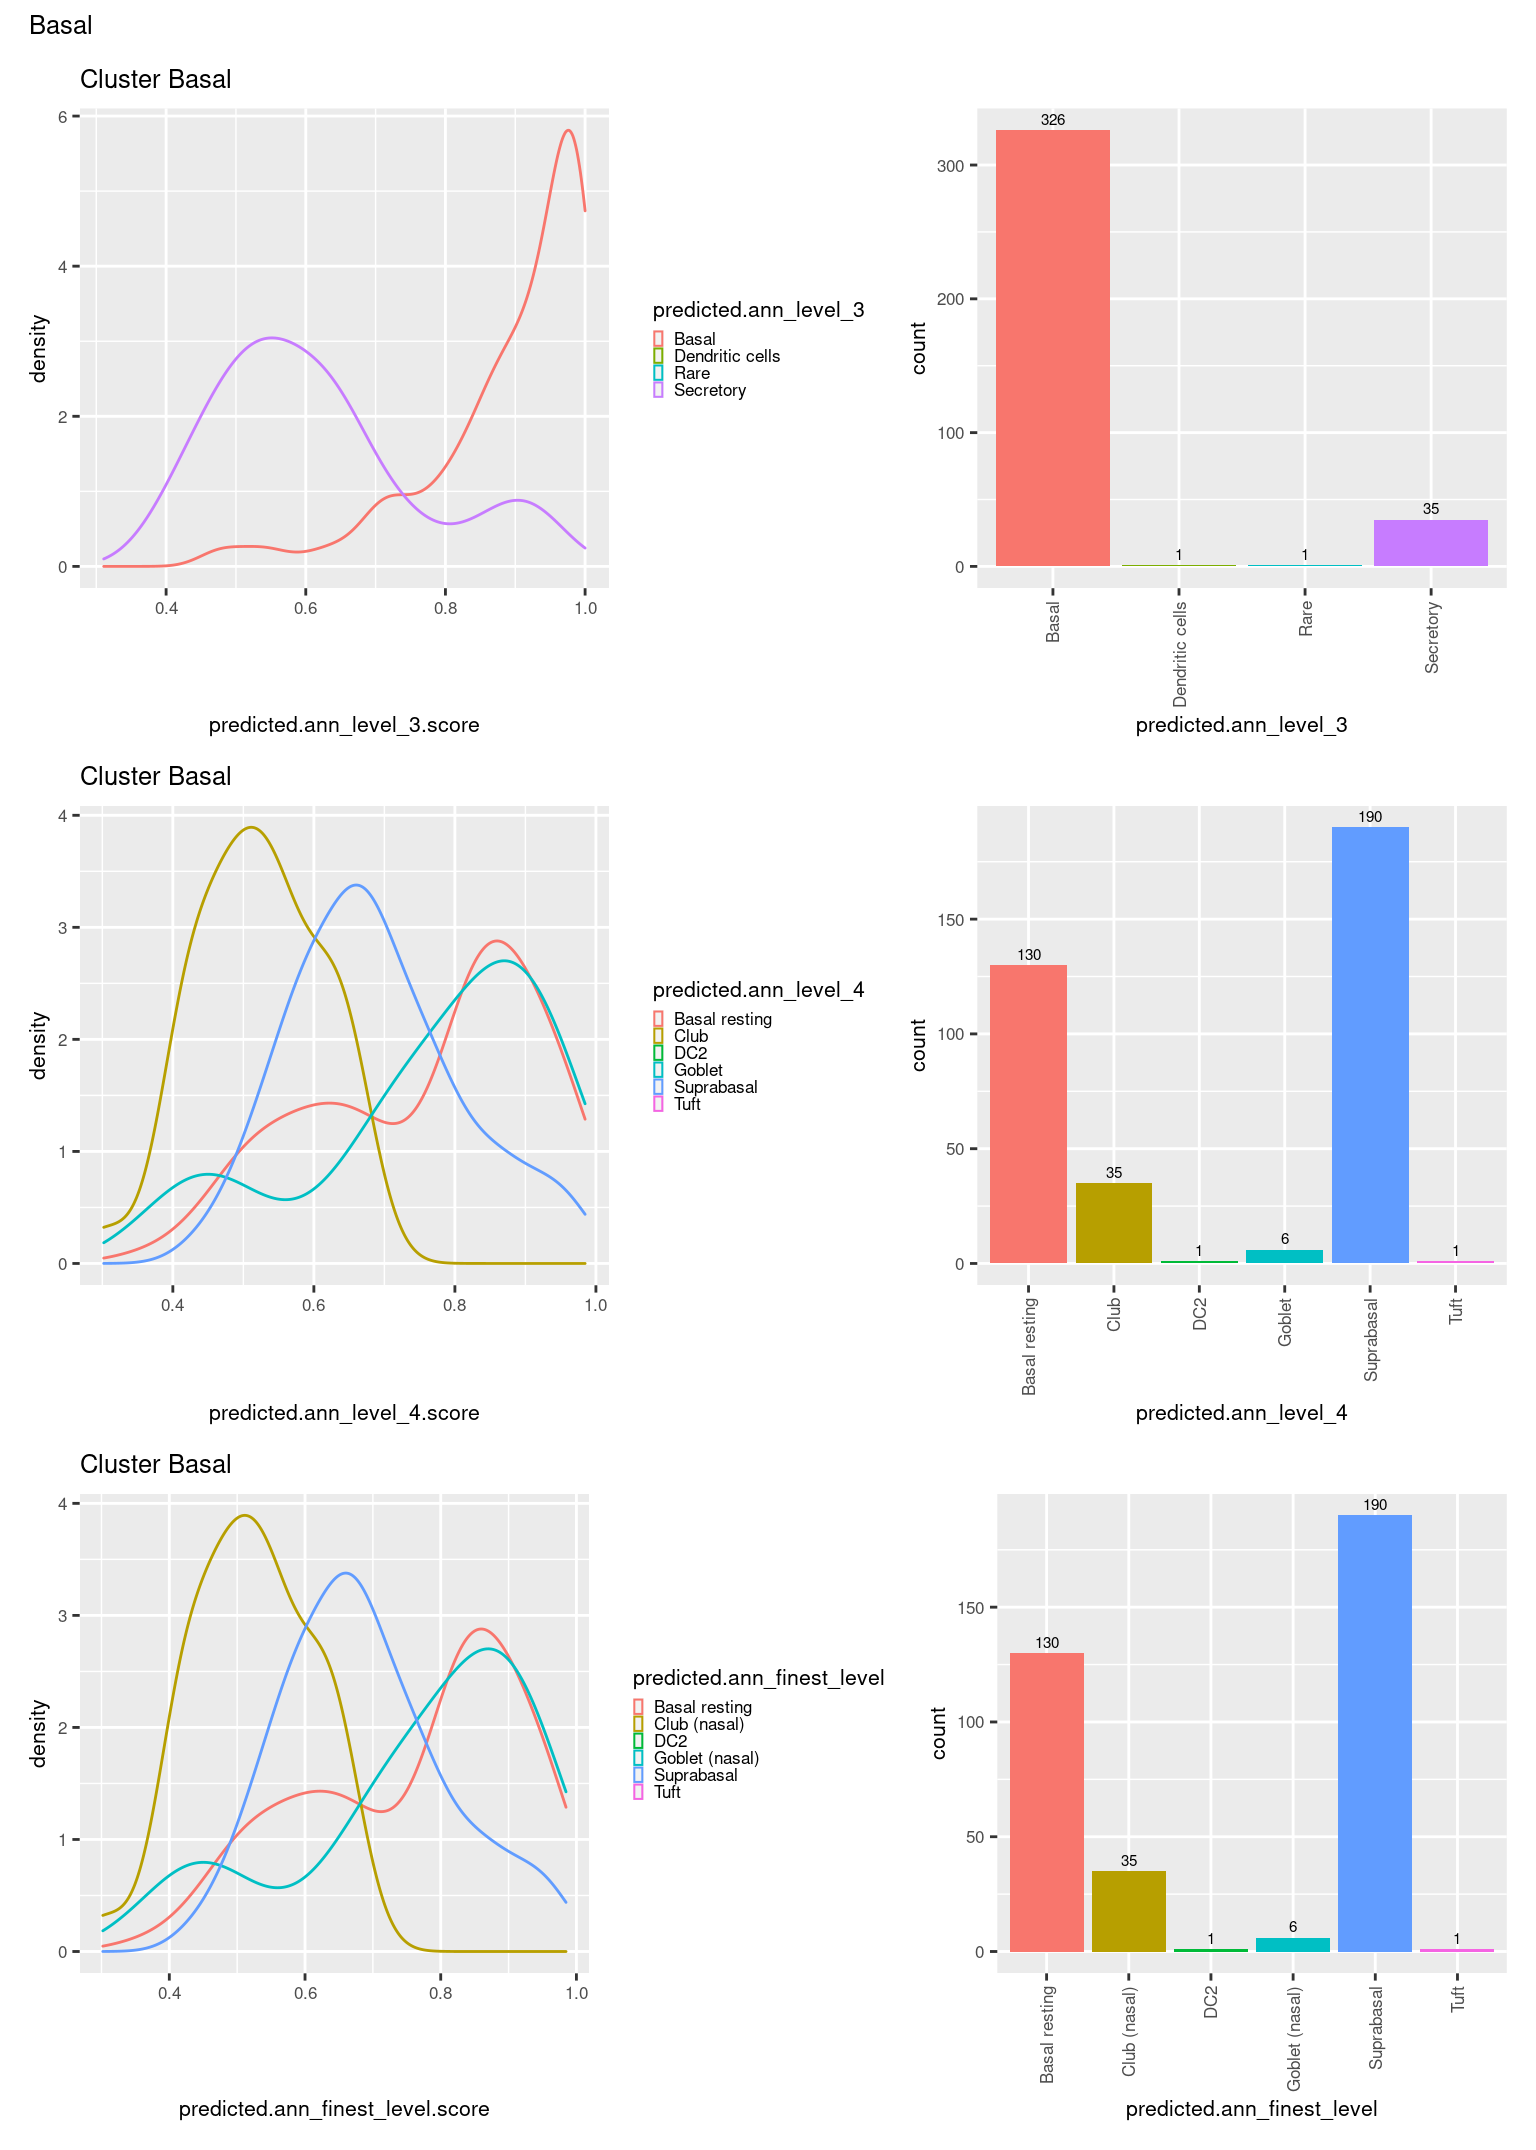 Basal
Cluster Basal
density
6
4
2
0
0.4 0.6 0.8 1.0
predicted.ann_level_3.score
predicted.ann_level_3
Basal
Dendritic cells
Rare
Secretory
count
300
200
100
0
326
1
1
35
Basal
Dendritic cells
Rare
Secretory
predicted.ann_level_3
Cluster Basal
density
4
3
2
1
0
0.4 0.6 0.8 1.0
predicted.ann_level_4.score
predicted.ann_level_4
Basal resting
Club
DC2
Goblet
Suprabasal
Tuft
count
150
100
50
0
130
35
1
6
190
1
Basal resting
Club
DC2
Goblet
Suprabasal
Tuft
predicted.ann_level_4
Cluster Basal
density
4
3
2
1
0
0.4 0.6 0.8 1.0
predicted.ann_finest_level.score
predicted.ann_finest_level
Basal resting
Club (nasal)
DC2
Goblet (nasal)
Suprabasal
Tuft
count
150
100
50
0
130
35
1
6
190
1
Basal resting
Club (nasal)
DC2
Goblet (nasal)
Suprabasal
Tuft
predicted.ann_finest_level